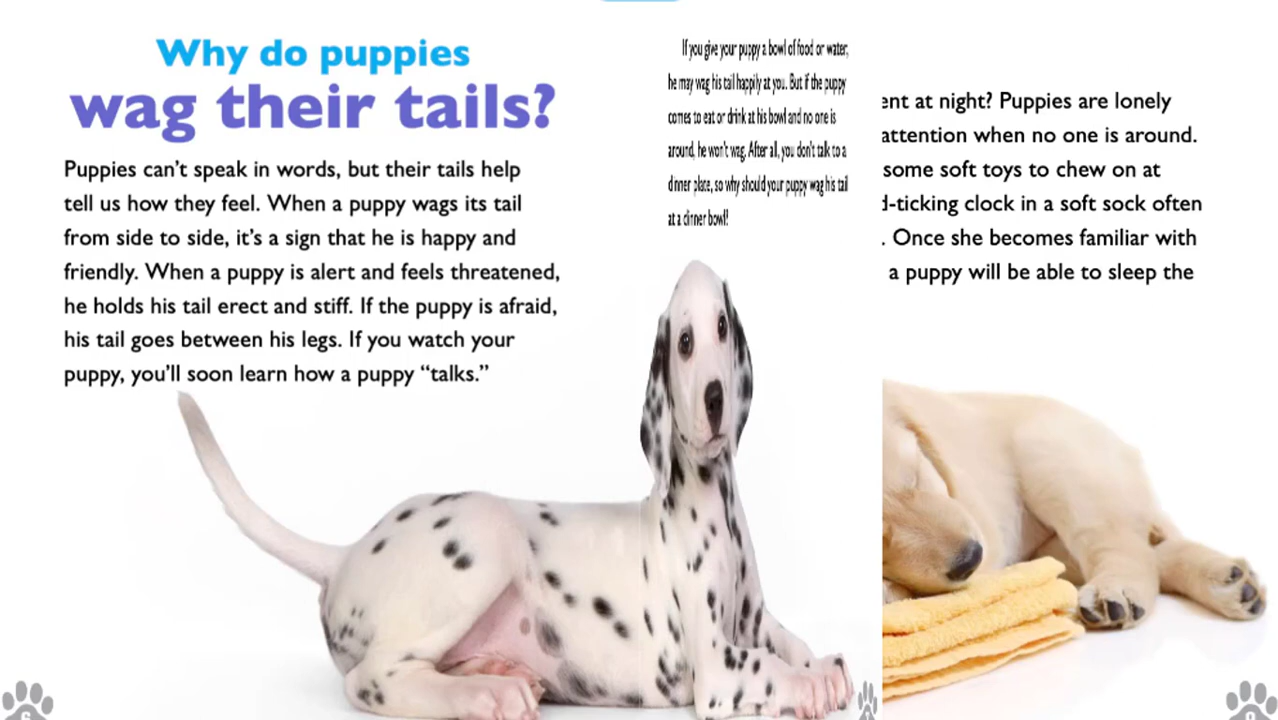 Why do puppies
wag their tails?
Puppies can’t speak in words, but their tails help
tell us how they feel. When a puppy wags its tail
from side to side, it’s a sign that he is happy and
friendly. When a puppy is alert and feels threatened,
he holds his tail erect and stiff. If the puppy is afraid,
his tail goes between his legs. If you watch your
puppy, you’ll soon learn how a puppy “talks.”
If you give your puppy a bowl of food or water,
he may wag his tail happily at you. But if the puppy
comes to eat or drink at his bowl and no one is
around, he won’t wag. After all, you don’t talk to a
dinner plate, so why should your puppy wag his tail
at a dinner bowl?
ent at night? Puppies are lonely
attention when no one is around.
some soft toys to chew on at
d-ticking clock in a soft sock often
. Once she becomes familiar with
a puppy will be able to sleep the
6